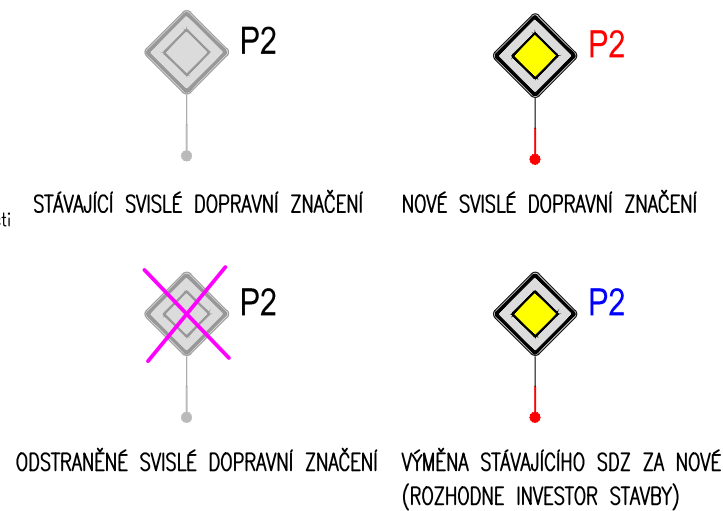 P2
P2
STÁVAJÍCÍ SVISLÉ DOPRAVNÍ ZNAČENÍ
NOVÉ SVISLÉ DOPRAVNÍ ZNAČENÍ
P2
P2
ODSTRANĚNÉ SVISLÉ DOPRAVNÍ ZNAČENÍ
VÝMĚNA STÁVAJÍCÍHO SDZ ZA NOVÉ
(ROZHODNE INVESTOR STAVBY)